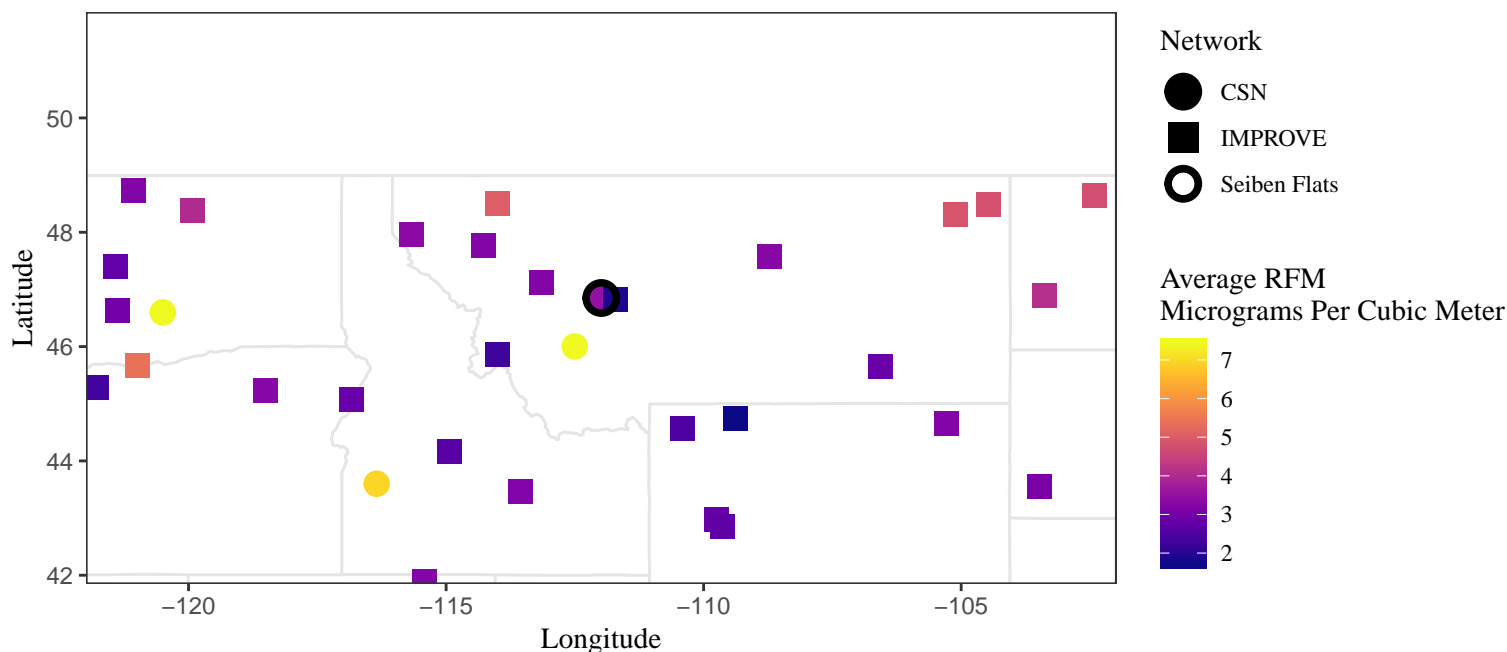 Network
CSN
IMPROVE
Seiben Flats
Average RFM
Micrograms Per Cubic Meter
7
6
5
4
3
2
Latitude
50
48
46
44
42
−120
−115
−110
−105
Longitude